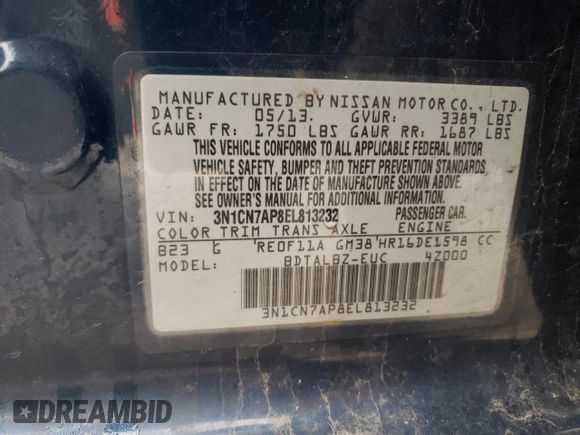 MANUFACTURED BY NISSAN MOTOR CO., LTD.
DATE: 05/13. GVWR: 3389 LBS
GAWR FR: 1750 LBS GAWR RR: 1687 LBS
THIS VEHICLE CONFORMS TO ALL APPLICABLE FEDERAL MOTOR
VEHICLE SAFETY, BUMPER AND THEFT PREVENTION STANDARDS
IN EFFECT ON THE DATE OF MANUFACTURE SHOWN ABOVE.
SEE OWNER'S MANUAL FOR ADDITIONAL INFORMATION.
VIN: 3N1CN7AP8EL813232 PASSENGER CAR.
COLOR TRIM TRANS AXLE ENGINE
B23 G RE0F11A GM38 HR16DE1598 CC
MODEL: BDTALBZ-EUC 4Z000
3N1CN7AP8EL813232
DREAMBID